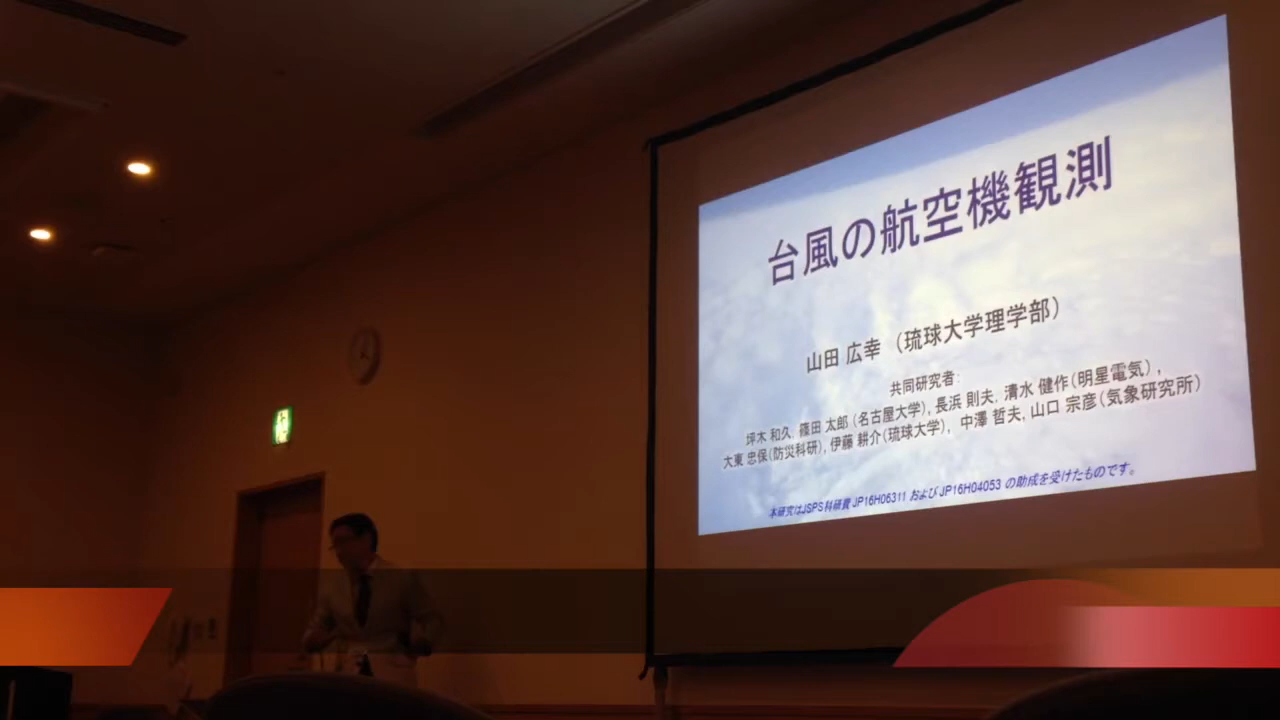 台風の航空機観測
山田 広幸 （琉球大学理学部）
共同研究者:
坪木 和久, 篠田 太郎 (名古屋大学), 長浜 則夫, 清水 健作(明星電気) ,
大東 忠保(防災科研), 伊藤 耕介(琉球大学), 中澤 哲夫, 山口 宗彦(気象研究所)
本研究はJSPS科研費 JP16H06311 および JP16H04053 の助成を受けたものです。